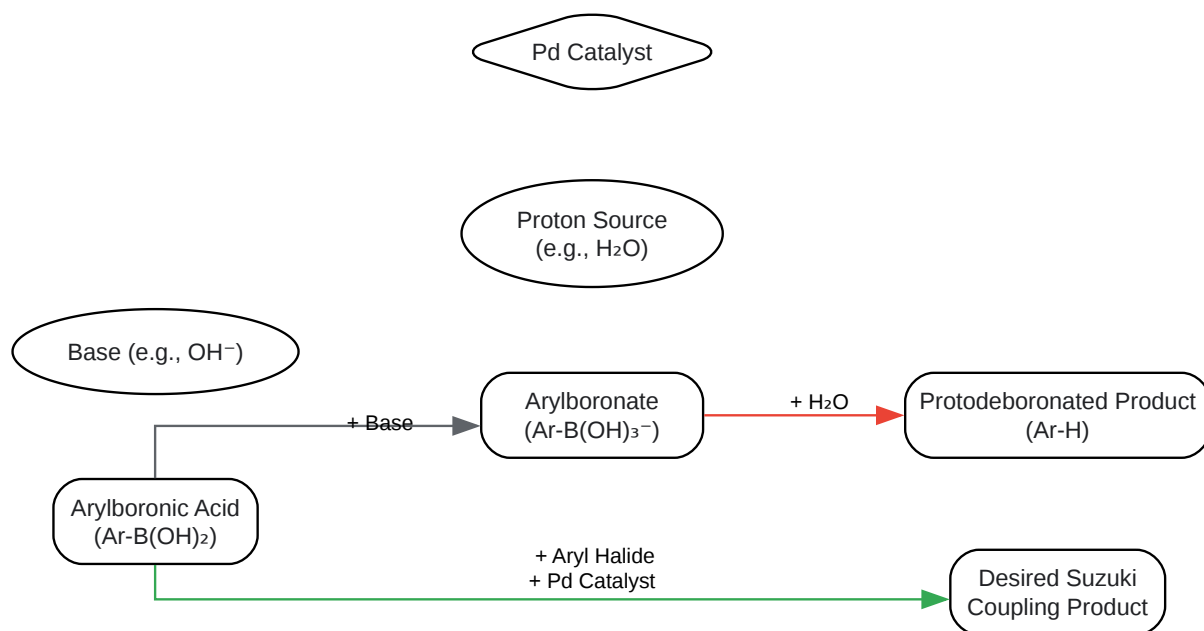 Pd Catalyst
Proton Source
(e.g., H₂O)
Base (e.g., OH⁻)
+ Base
Arylboronate
(Ar-B(OH)₃⁻)
+ H₂O
Protodeboronated Product
(Ar-H)
Arylboronic Acid
(Ar-B(OH)₂)
+ Aryl Halide
+ Pd Catalyst
Desired Suzuki
Coupling Product